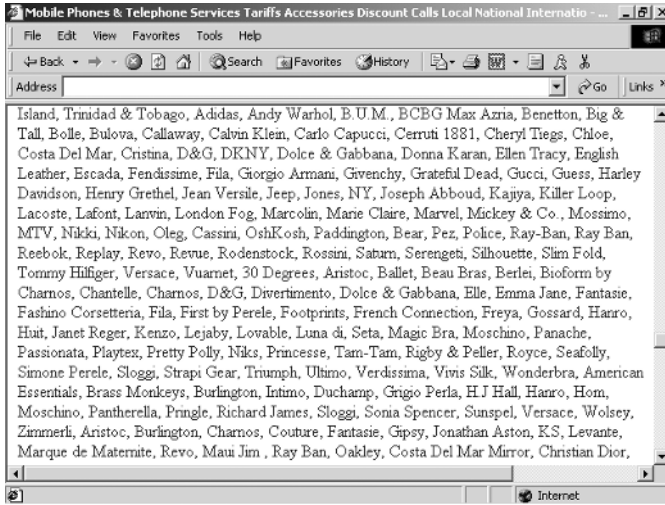 Mobile Phones & Telephone Services Tariffs Accessories Discount Calls Local National Internatio - ...
File Edit View Favorites Tools Help
Back Search Favorites History
Address Go Links »
Island, Trinidad & Tobago, Adidas, Andy Warhol, B.U.M., BCBG Max Azria, Benetton, Big &
Tall, Bolle, Bulova, Callaway, Calvin Klein, Carlo Capucci, Cerruti 1881, Cheryl Tiegs, Chloe,
Costa Del Mar, Cristina, D&G, DKNY, Dolce & Gabbana, Donna Karan, Ellen Tracy, English
Leather, Escada, Fendissime, Fila, Giorgio Armani, Givenchy, Grateful Dead, Gucci, Guess, Harley
Davidson, Henry Grethel, Jean Versile, Jeep, Jones, NY, Joseph Abboud, Kajiya, Killer Loop,
Lacoste, Lafont, Lanvin, London Fog, Marcolin, Marie Claire, Marvel, Mickey & Co., Mossimo,
MTV, Nikki, Nikon, Oleg, Cassini, OshKosh, Paddington, Bear, Pez, Police, Ray-Ban, Ray Ban,
Reebok, Replay, Revo, Revue, Rodenstock, Rossini, Saturn, Serengeti, Silhouette, Slim Fold,
Tommy Hilfiger, Versace, Vuarnet, 30 Degrees, Aristoc, Ballet, Beau Bras, Berlei, Bioform by
Charnos, Chantelle, Charnos, D&G, Divertimento, Dolce & Gabbana, Elle, Emma Jane, Fantasie,
Fashino Corsetteria, Fila, First by Perele, Footprints, French Connection, Freya, Gossard, Hanro,
Huit, Janet Reger, Kenzo, Lejaby, Lovable, Luna di, Seta, Magic Bra, Moschino, Panache,
Passionata, Playtex, Pretty Polly, Niks, Princesse, Tam-Tam, Rigby & Peller, Royce, Seafolly,
Simone Perele, Sloggi, Strapi Gear, Triumph, Ultimo, Verdissima, Vivis Silk, Wonderbra, American
Essentials, Brass Monkeys, Burlington, Intimo, Duchamp, Grigio Perla, H.J Hall, Hanro, Hom,
Moschino, Pantherella, Pringle, Richard James, Sloggi, Sonia Spencer, Sunspel, Versace, Wolsey,
Zimmerli, Aristoc, Burlington, Charnos, Couture, Fantasie, Gipsy, Jonathan Aston, KS, Levante,
Marque de Maternite, Revo, Maui Jim , Ray Ban, Oakley, Costa Del Mar Mirror, Christian Dior,
Internet